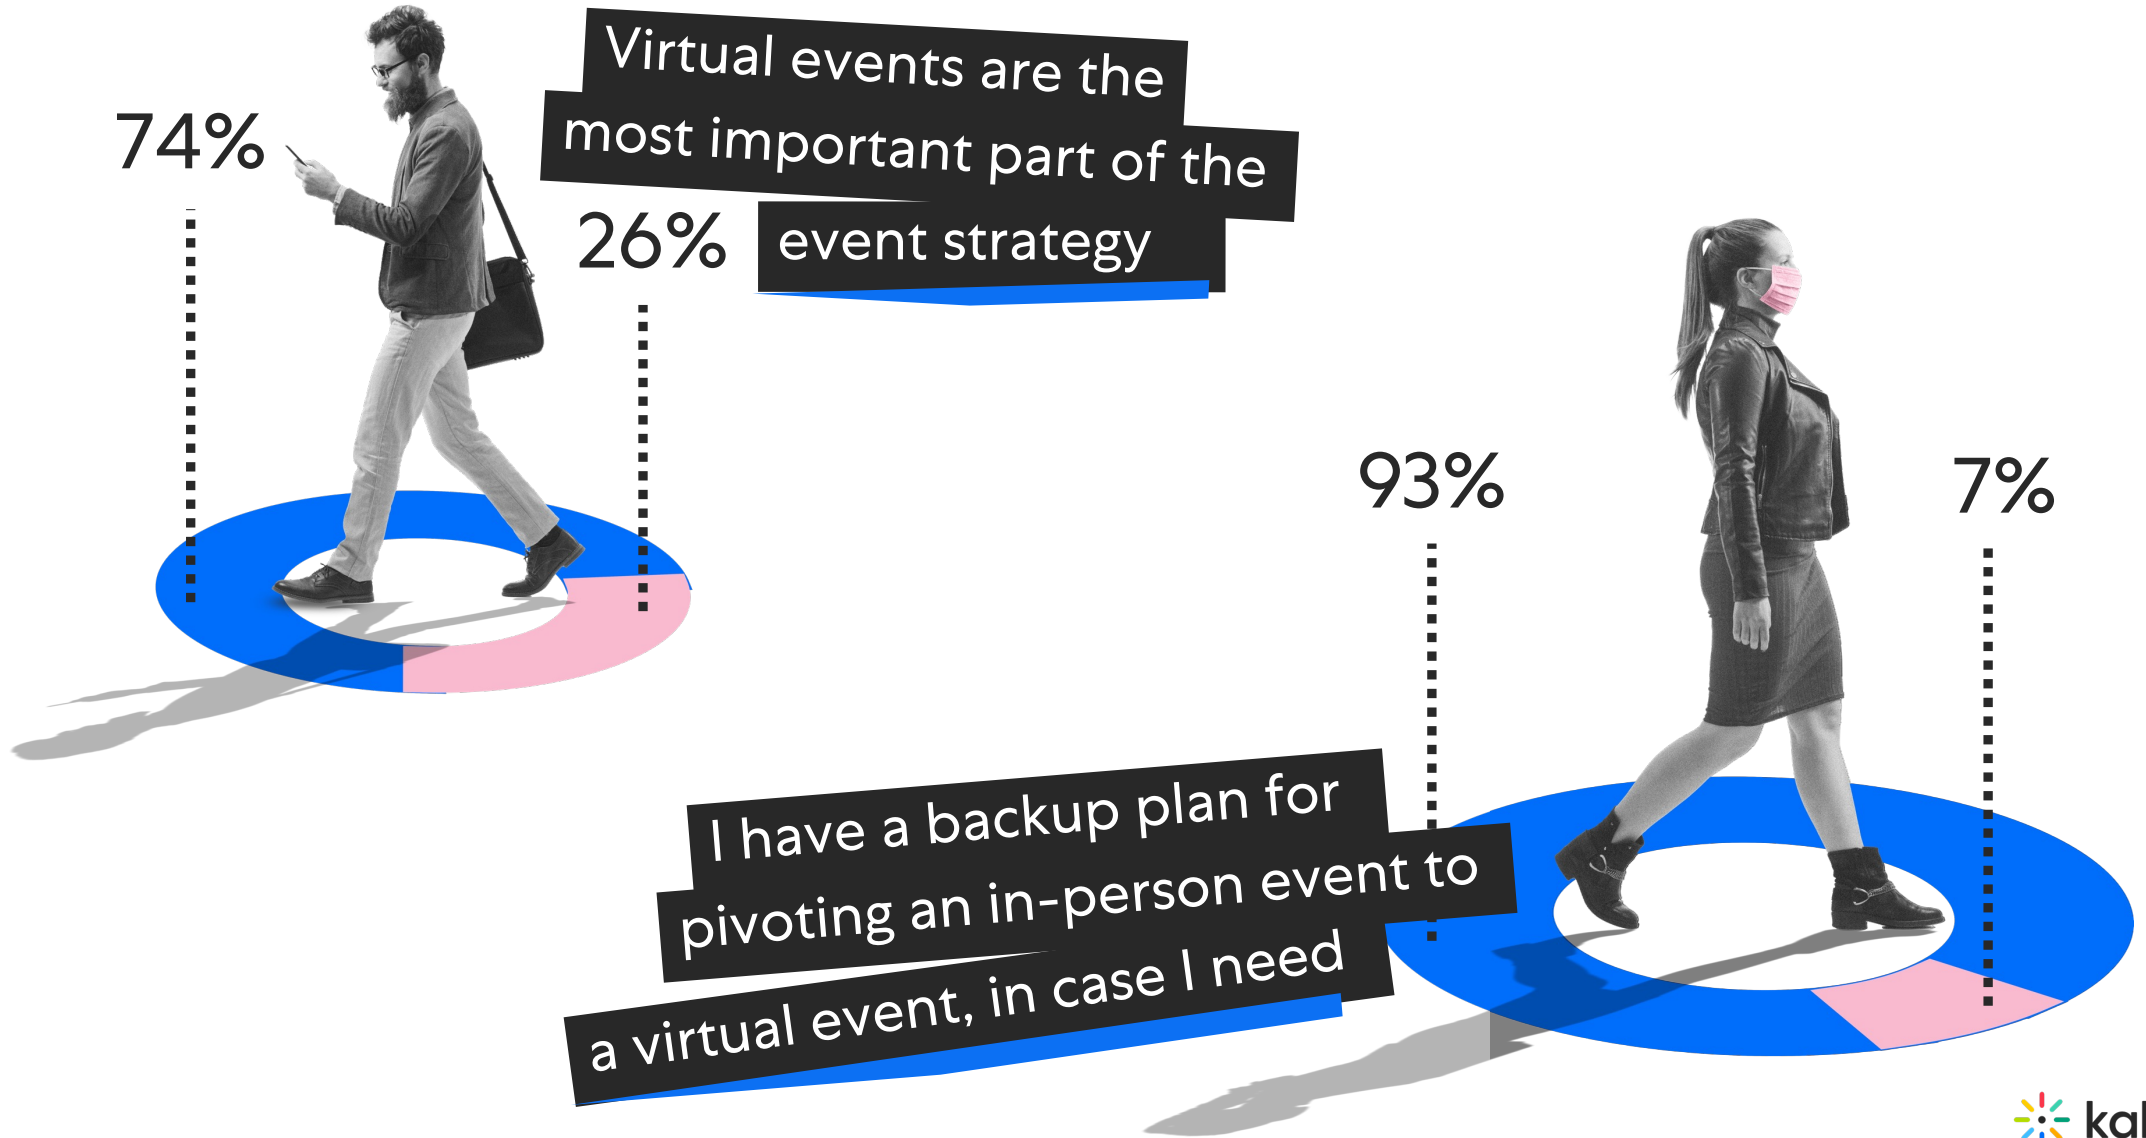 74%
Virtual events are the
most important part of the
26%
event strategy
93%
7%
I have a backup plan for
pivoting an in-person event to
a virtual event, in case I need